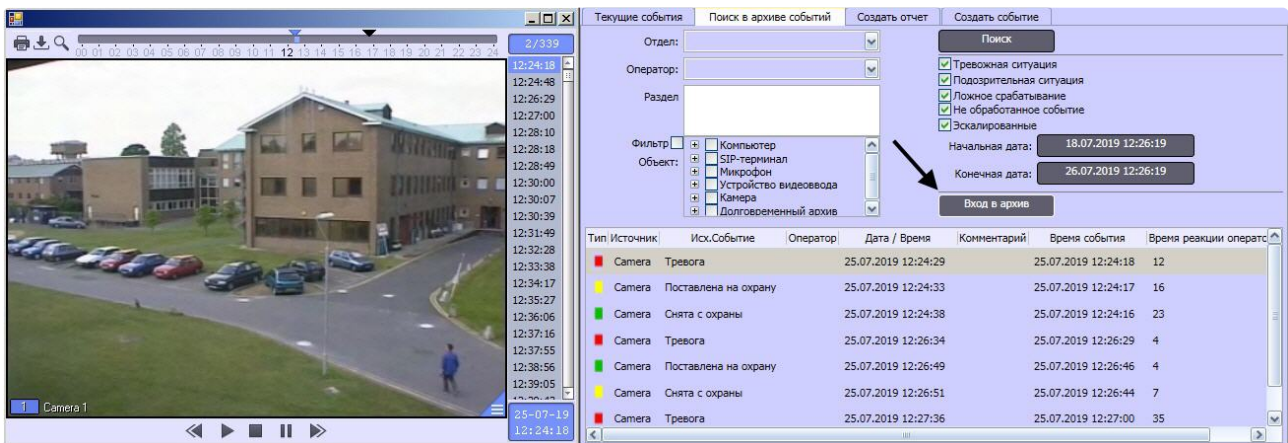 00 01 02 03 04 05 06 07 08 09 10 11 12 13 14 15 16 17 18 19 20 21 22 23 24
2/339
12:24:18
12:24:48
12:26:29
12:27:00
12:28:10
12:28:18
12:28:49
12:30:00
12:30:07
12:30:39
12:31:49
12:32:28
12:33:38
12:34:17
12:35:27
12:36:06
12:37:16
12:37:55
12:38:56
12:39:05
1 Camera 1
25-07-19
12:24:18
Текущие события Поиск в архиве событий Создать отчет Создать событие
Отдел:
Оператор:
Раздел
Фильтр
Объект:
Компьютер
SIP-терминал
Микрофон
Устройство видеоввода
Камера
Долговременный архив
Поиск
Тревожная ситуация
Подозрительная ситуация
Ложное срабатывание
Не обработанное событие
Эскалированные
Начальная дата: 18.07.2019 12:26:19
Конечная дата: 26.07.2019 12:26:19
Вход в архив
Тип Источник Исх.Событие Оператор Дата / Время Комментарий Время события Время реакции операто
Camera Тревога 25.07.2019 12:24:29 25.07.2019 12:24:18 12
Camera Поставлена на охрану 25.07.2019 12:24:33 25.07.2019 12:24:17 16
Camera Снята с охраны 25.07.2019 12:24:38 25.07.2019 12:24:16 23
Camera Тревога 25.07.2019 12:26:34 25.07.2019 12:26:29 4
Camera Поставлена на охрану 25.07.2019 12:26:49 25.07.2019 12:26:46 4
Camera Снята с охраны 25.07.2019 12:26:51 25.07.2019 12:26:44 7
Camera Тревога 25.07.2019 12:27:36 25.07.2019 12:27:00 35